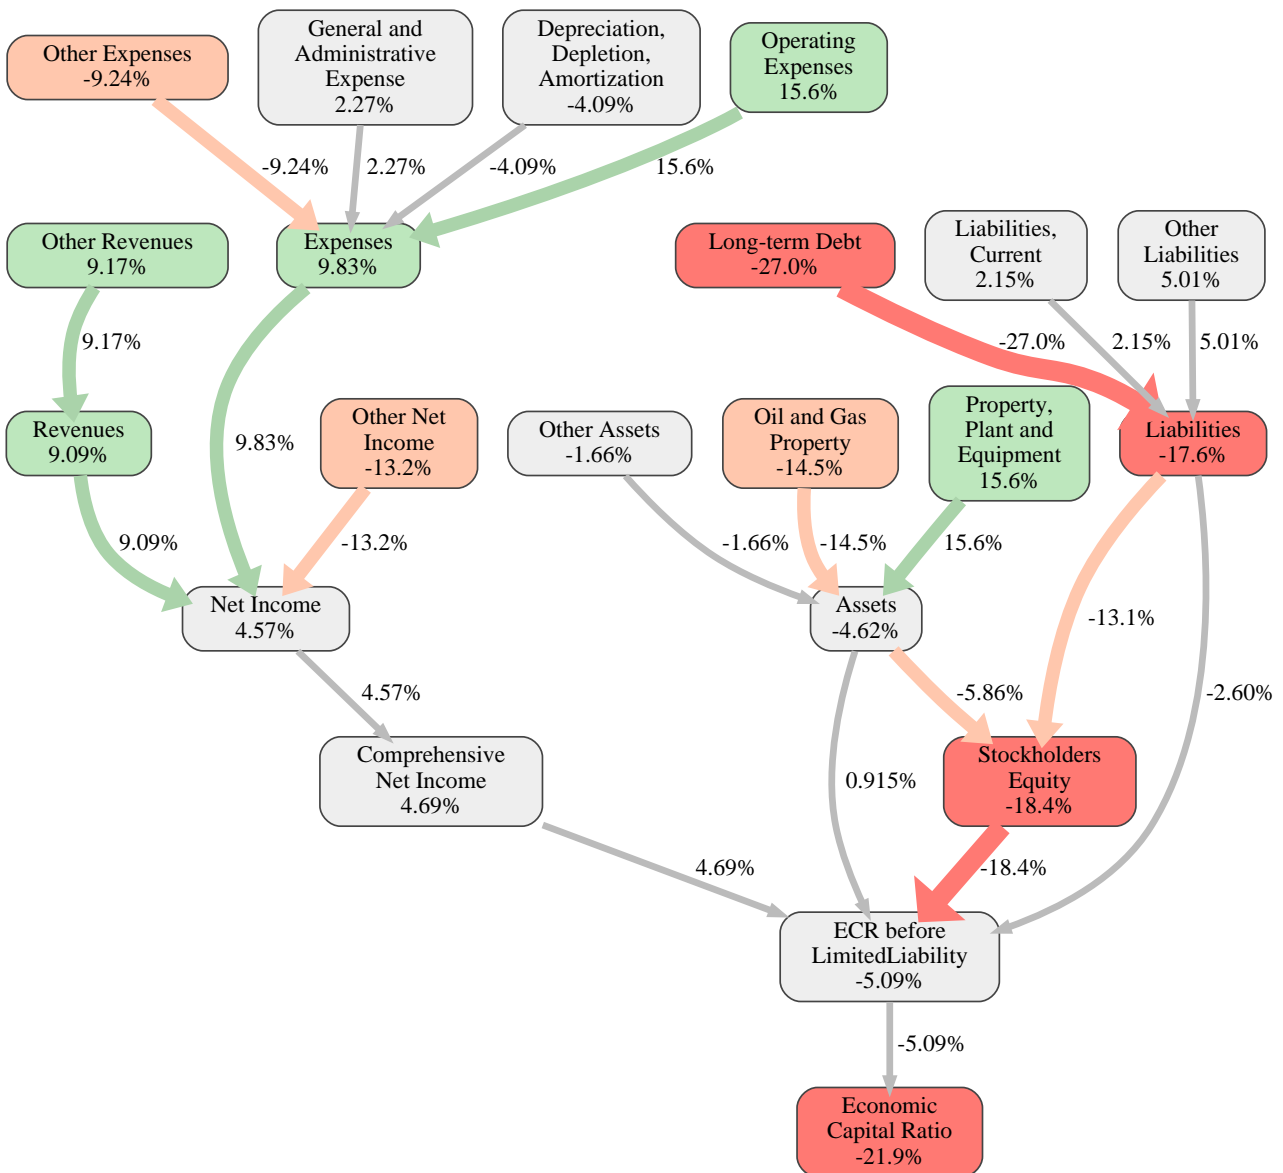 Other Expenses
-9.24%
General and
Administrative
Expense
2.27%
Depreciation,
Depletion,
Amortization
-4.09%
Operating
Expenses
15.6%
-9.24%
2.27%
-4.09%
15.6%
Other Revenues
9.17%
Expenses
9.83%
Long-term Debt
-27.0%
Liabilities,
Current
2.15%
Other
Liabilities
5.01%
9.17%
-27.0%
2.15%
5.01%
Revenues
9.09%
9.83%
Other Net
Income
-13.2%
Other Assets
-1.66%
Oil and Gas
Property
-14.5%
Property,
Plant and
Equipment
15.6%
Liabilities
-17.6%
9.09%
-13.2%
-1.66%
-14.5%
15.6%
Net Income
4.57%
Assets
-4.62%
-13.1%
4.57%
-5.86%
-2.60%
Comprehensive
Net Income
4.69%
0.915%
Stockholders
Equity
-18.4%
4.69%
-18.4%
ECR before
LimitedLiability
-5.09%
-5.09%
Economic
Capital Ratio
-21.9%